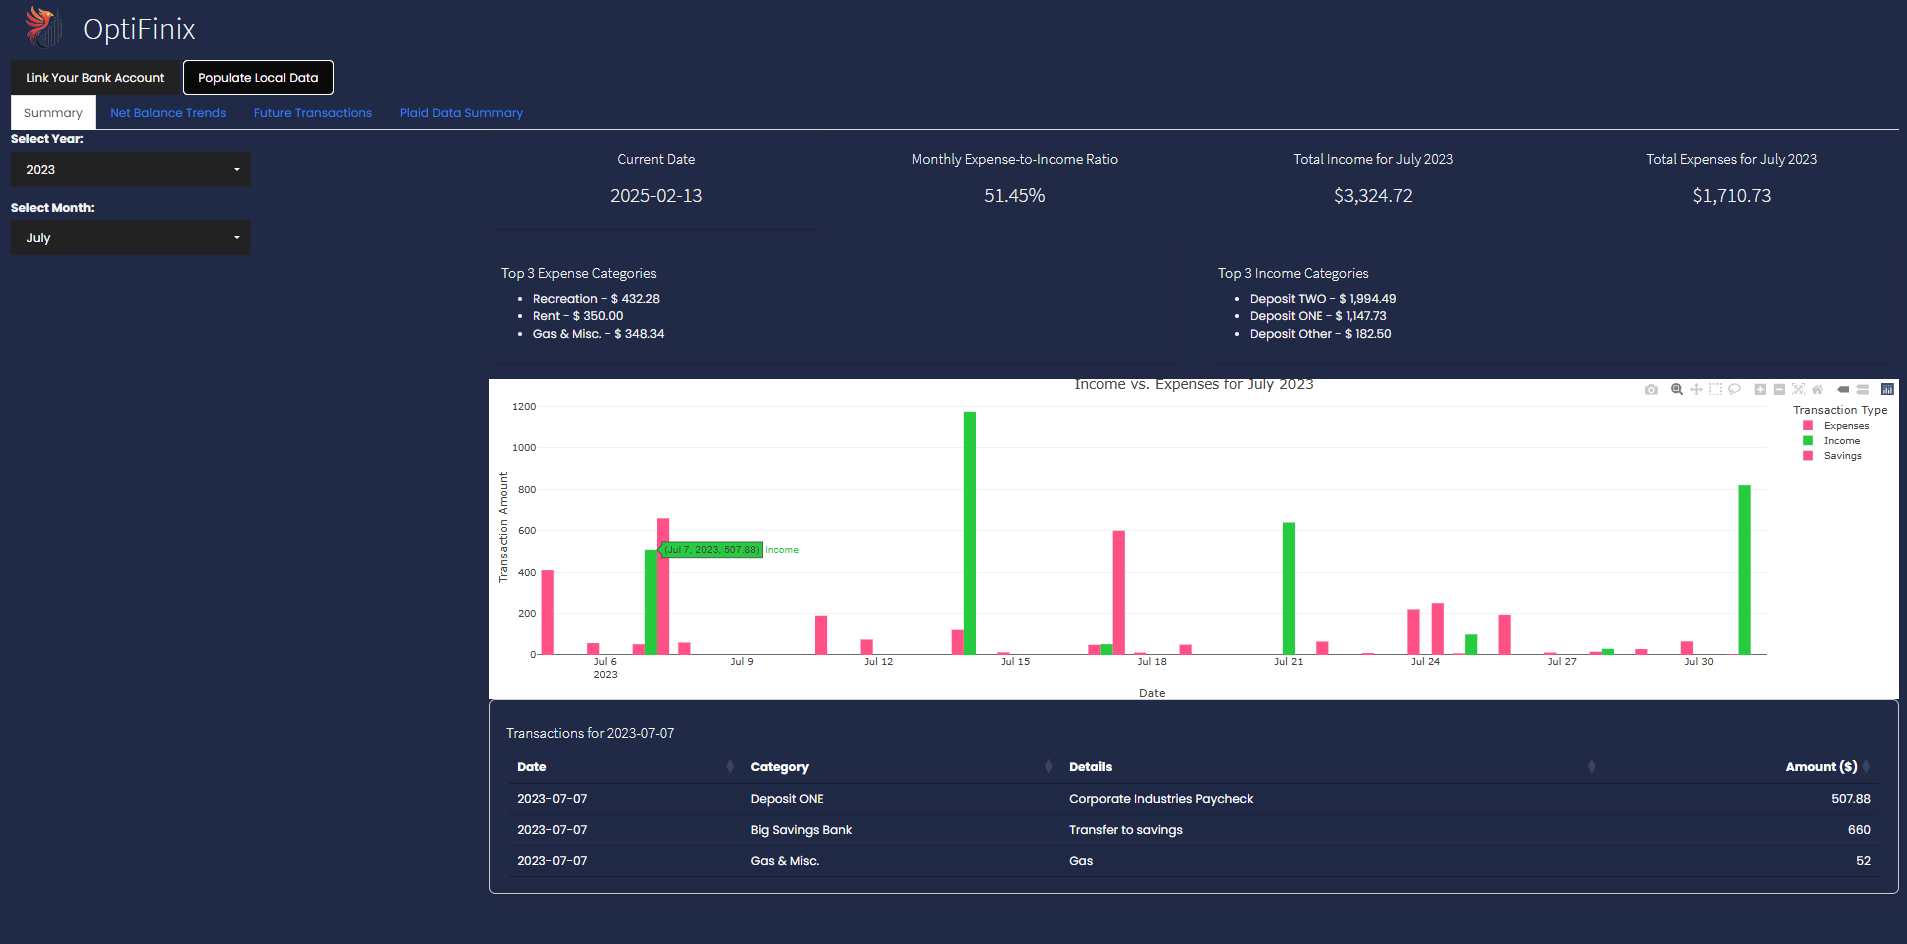 OptiFinix
Link Your Bank Account
Populate Local Data
Summary
Net Balance Trends
Future Transactions
Plaid Data Summary
Select Year:
2023
Select Month:
July
Current Date
2025-02-13
Monthly Expense-to-Income Ratio
51.45%
Total Income for July 2023
$3,324.72
Total Expenses for July 2023
$1,710.73
Top 3 Expense Categories
Recreation - $ 432.28
Rent - $ 350.00
Gas & Misc. - $ 348.34
Top 3 Income Categories
Deposit TWO - $ 1,994.49
Deposit ONE - $ 1,147.73
Deposit Other - $ 182.50
Income vs. Expenses for July 2023
Transaction Type
Expenses
Income
Savings
Transaction Amount
1200
1000
800
600
400
200
0
(Jul 7, 2023, 507.88) Income
Jul 6
2023
Jul 9
Jul 12
Jul 15
Jul 18
Jul 21
Jul 24
Jul 27
Jul 30
Date
Transactions for 2023-07-07
Date Category Details Amount ($)
2023-07-07 Deposit ONE Corporate Industries Paycheck 507.88
2023-07-07 Big Savings Bank Transfer to savings 660
2023-07-07 Gas & Misc. Gas 52